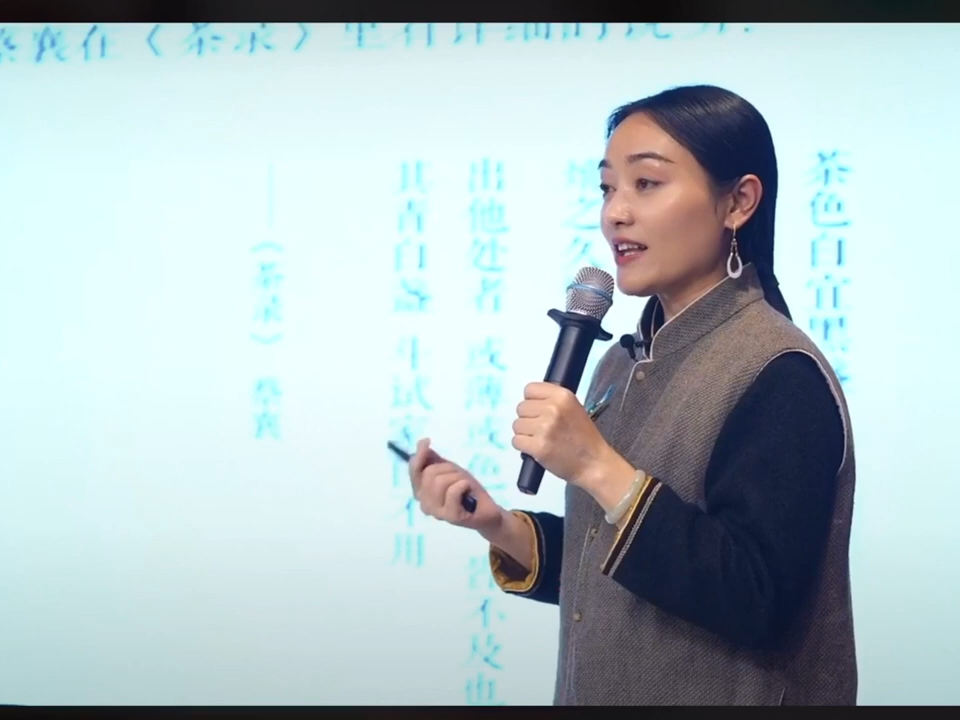 蔡襄在《茶录》里有详细的说明：
茶色白宜黑
之久
出他处者 或薄或色 皆不及也
其青白盏 斗试家 不用
——《茶录》 蔡襄